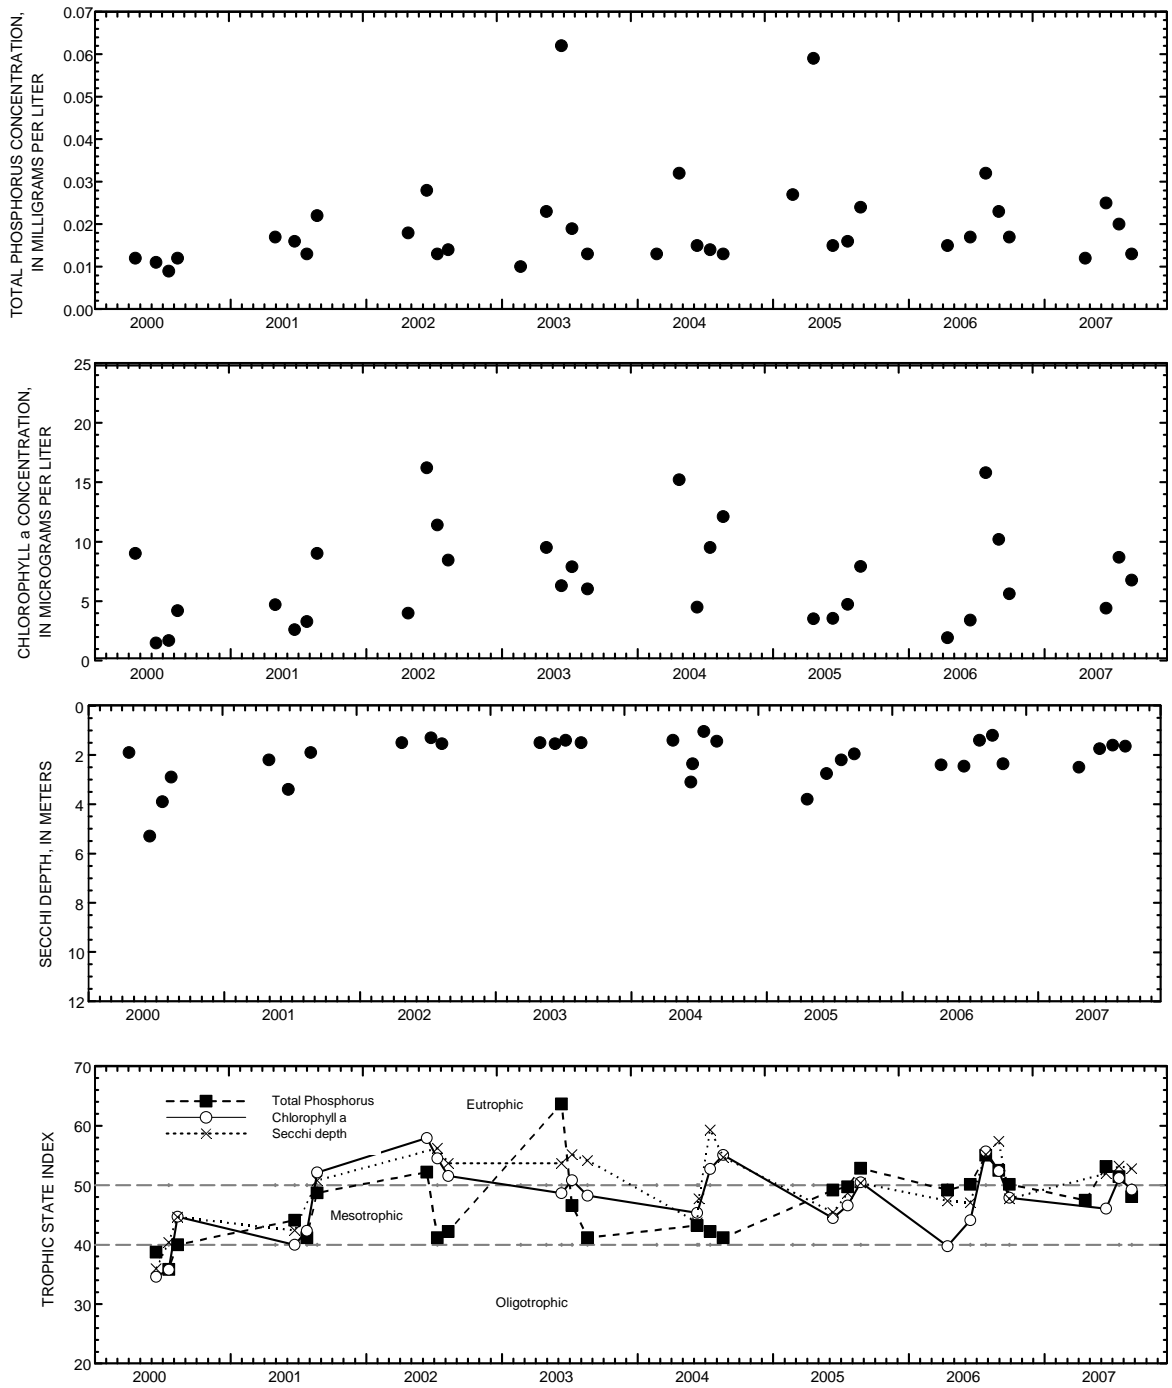 TOTAL PHOSPHORUS CONCENTRATION,
IN MILLIGRAMS PER LITER
0.07
0.06
0.05
0.04
0.03
0.02
0.01
0.00
2000 2001 2002 2003 2004 2005 2006 2007
CHLOROPHYLL a CONCENTRATION,
IN MICROGRAMS PER LITER
25
20
15
10
5
0
2000 2001 2002 2003 2004 2005 2006 2007
SECCHI DEPTH, IN METERS
0
2
4
6
8
10
12
2000 2001 2002 2003 2004 2005 2006 2007
TROPHIC STATE INDEX
70
60
50
40
30
20
Total Phosphorus
Chlorophyll a
Secchi depth
Eutrophic
Mesotrophic
Oligotrophic
2000 2001 2002 2003 2004 2005 2006 2007